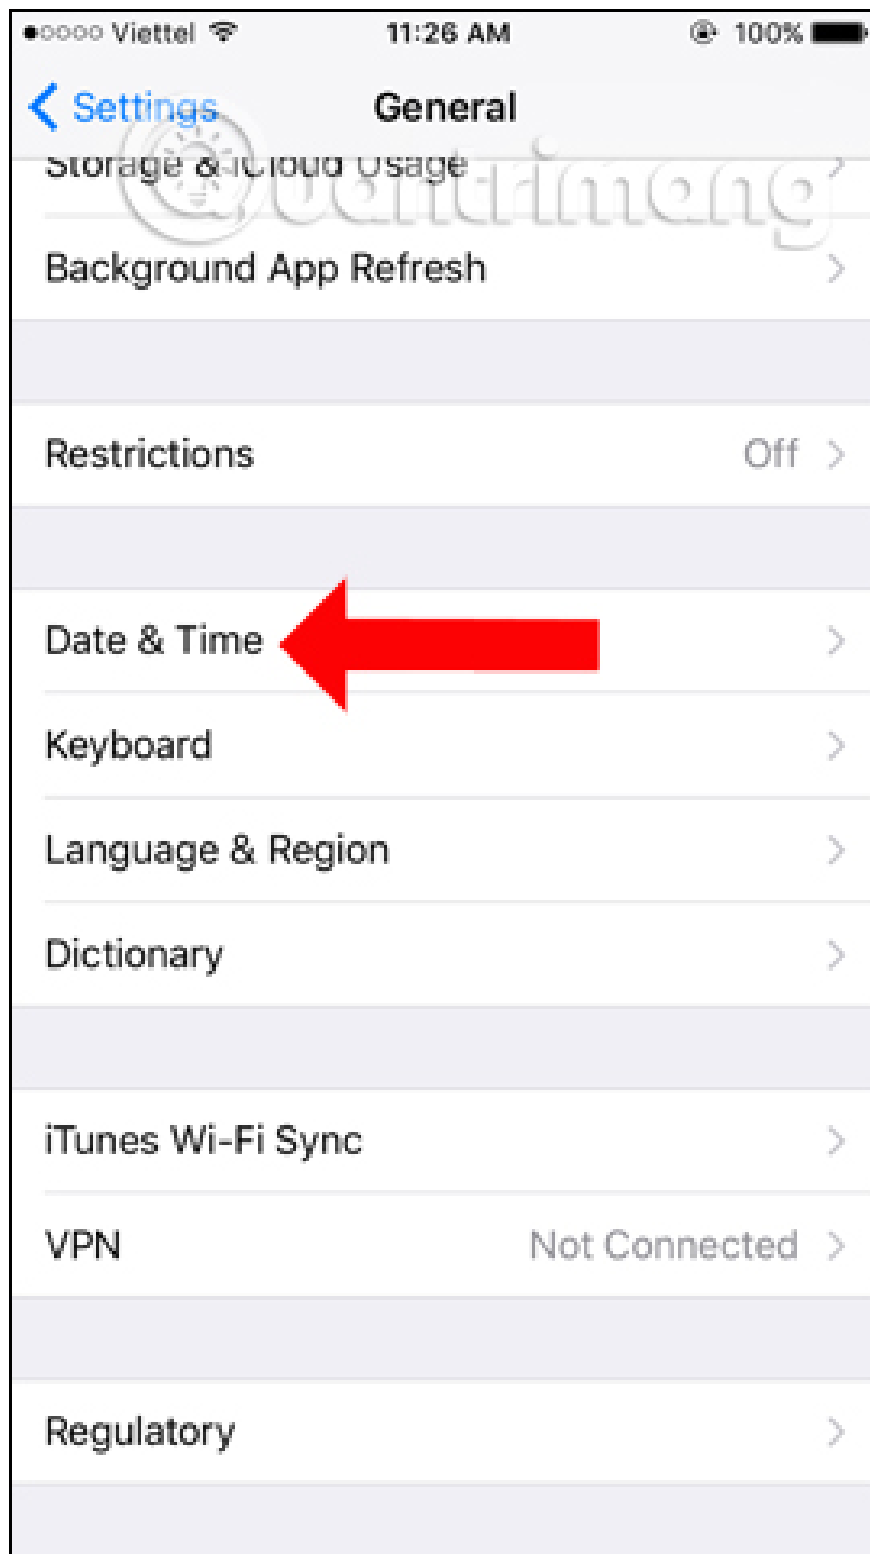 Viettel 11:26 AM 100%
Settings General
Storage & iCloud Usage
Quantrimang
Background App Refresh
Restrictions Off
Date & Time
Keyboard
Language & Region
Dictionary
iTunes Wi-Fi Sync
VPN Not Connected
Regulatory